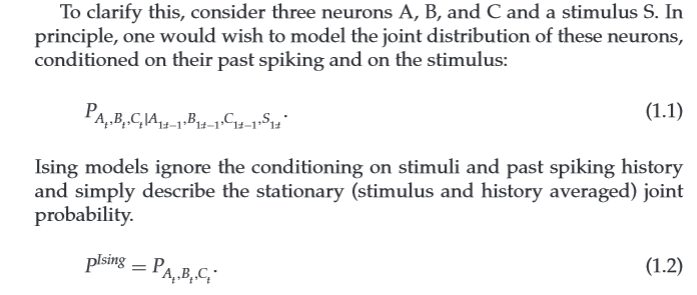 To clarify this, consider three neurons A, B, and C and a stimulus S. In
principle, one would wish to model the joint distribution of these neurons,
conditioned on their past spiking and on the stimulus:
P_{A_t,B_t,C_t|A_{1:t−1},B_{1:t−1},C_{1:t−1},S_{1:t}}. (1.1)
Ising models ignore the conditioning on stimuli and past spiking history
and simply describe the stationary (stimulus and history averaged) joint
probability.
P^{Ising} = P_{A_t,B_t,C_t}. (1.2)